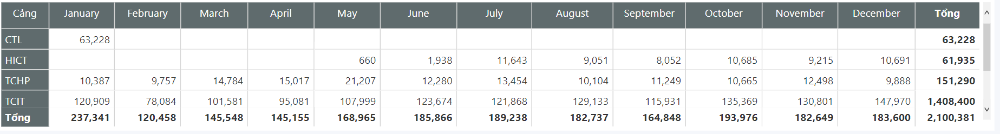 Cảng January February March April May June July August September October November December Tổng
CTL 63,228 63,228
HICT 660 1,938 11,643 9,051 8,052 10,685 9,215 10,691 61,935
TCHP 10,387 9,757 14,784 15,017 21,207 12,280 13,454 10,104 11,249 10,665 12,498 9,888 151,290
TCIT 120,909 78,084 101,581 95,081 107,999 123,674 121,868 129,133 115,931 135,369 130,801 147,970 1,408,400
Tổng 237,341 120,458 145,548 145,155 168,965 185,866 189,238 182,737 164,848 193,976 182,649 183,600 2,100,381